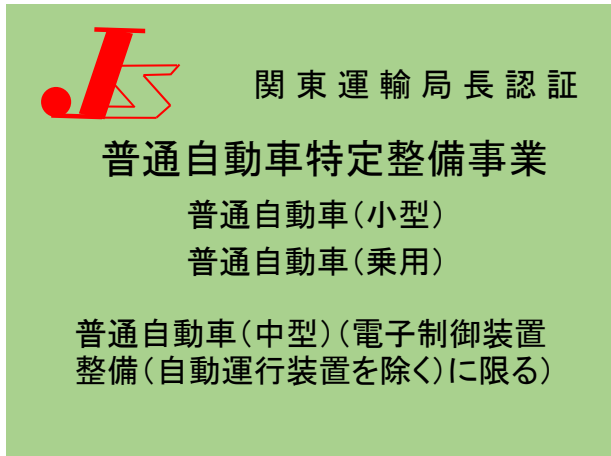 JS
関東運輸局長認証
普通自動車特定整備事業
普通自動車（小型）
普通自動車（乗用）
普通自動車（中型）（電子制御装置
整備（自動運行装置を除く）に限る）